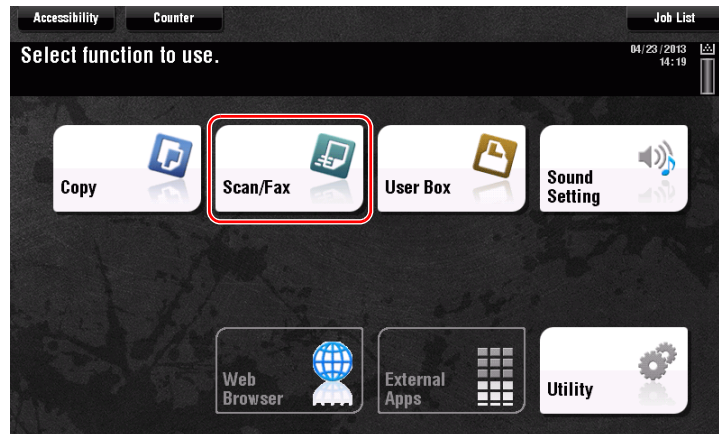 Accessibility
Counter
Job List
Select function to use.
04/23/2013
14:19
Copy
Scan/Fax
User Box
Sound
Setting
Web
Browser
External
Apps
Utility